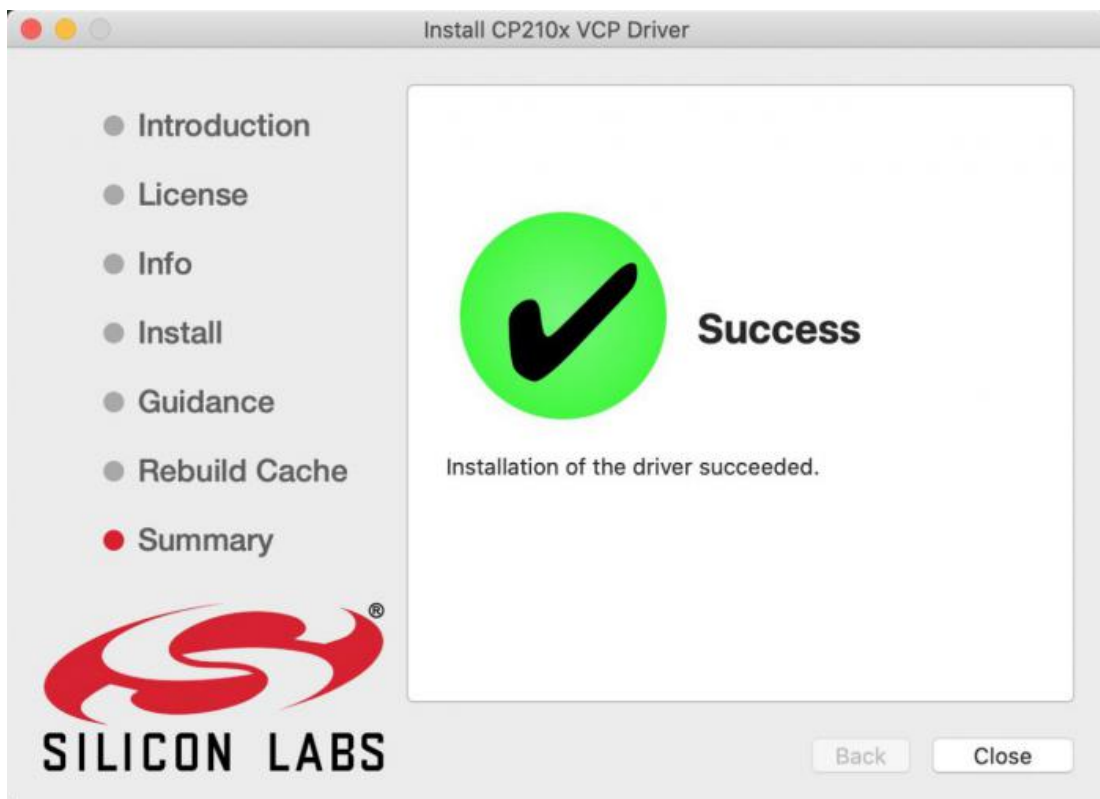 Install CP210x VCP Driver
Introduction
License
Info
Install
Guidance
Rebuild Cache
Summary
Success
Installation of the driver succeeded.
®
SILICON LABS
Back
Close